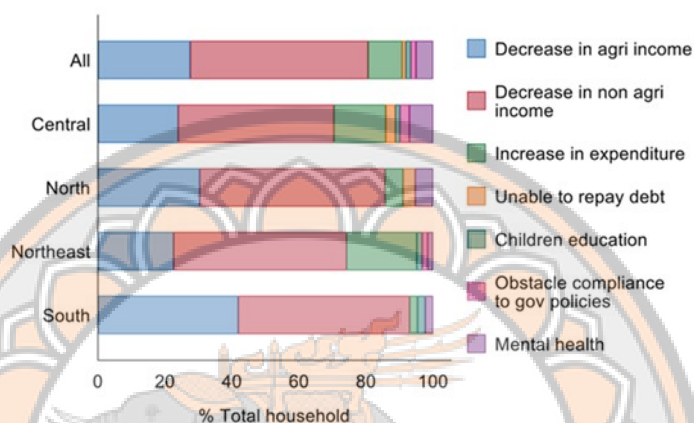 All
Central
North
Northeast
South
0 20 40 60 80 100
% Total household
Decrease in agri income
Decrease in non agri
income
Increase in expenditure
Unable to repay debt
Children education
Obstacle compliance
to gov policies
Mental health